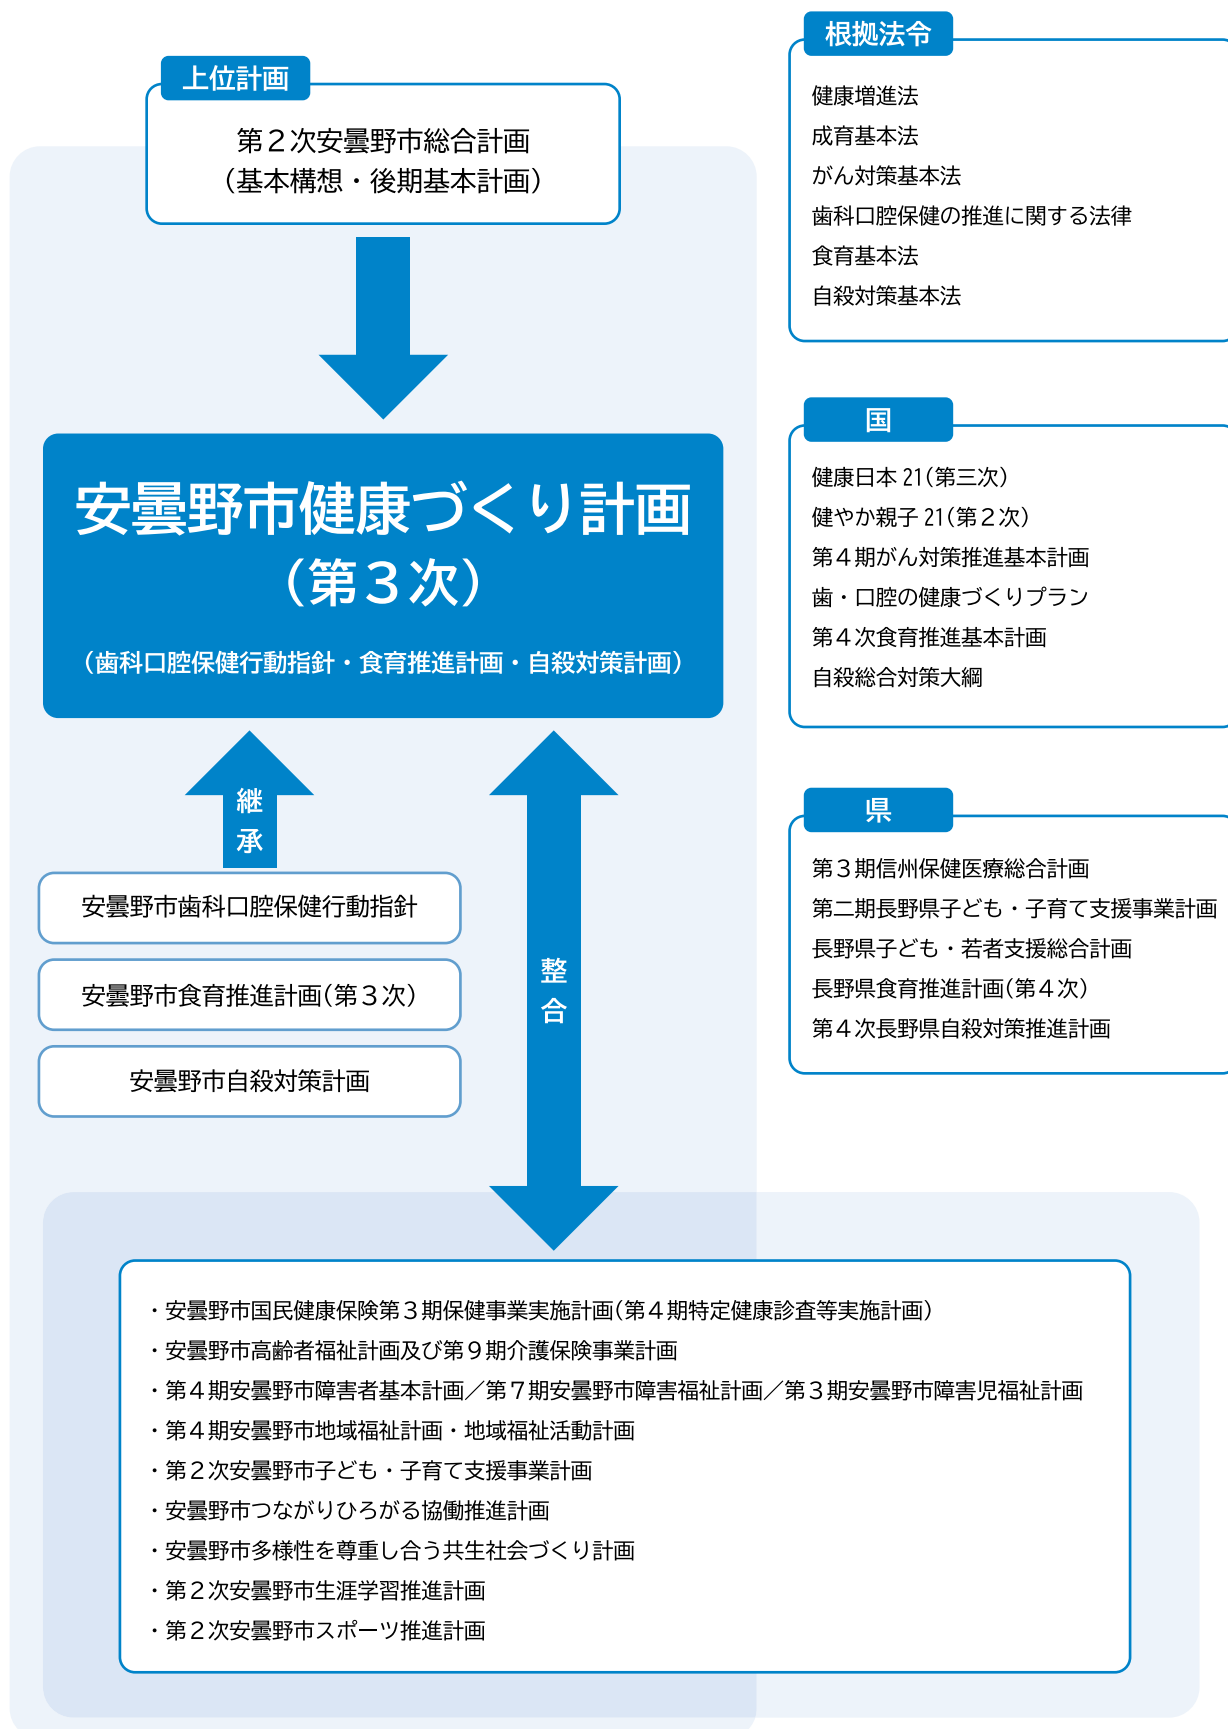 上位計画
第２次安曇野市総合計画
（基本構想・後期基本計画）
安曇野市健康づくり計画
（第３次）
（歯科口腔保健行動指針・食育推進計画・自殺対策計画）
継承
安曇野市歯科口腔保健行動指針
安曇野市食育推進計画（第３次）
安曇野市自殺対策計画
整合
・安曇野市国民健康保険第３期保健事業実施計画（第４期特定健康診査等実施計画）
・安曇野市高齢者福祉計画及び第９期介護保険事業計画
・第４期安曇野市障害者基本計画／第７期安曇野市障害福祉計画／第３期安曇野市障害児福祉計画
・第４期安曇野市地域福祉計画・地域福祉活動計画
・第２次安曇野市子ども・子育て支援事業計画
・安曇野市つながりひろがる協働推進計画
・安曇野市多様性を尊重し合う共生社会づくり計画
・第２次安曇野市生涯学習推進計画
・第２次安曇野市スポーツ推進計画
根拠法令
健康増進法
成育基本法
がん対策基本法
歯科口腔保健の推進に関する法律
食育基本法
自殺対策基本法
国
健康日本 21（第三次）
健やか親子 21（第２次）
第４期がん対策推進基本計画
歯・口腔の健康づくりプラン
第４次食育推進基本計画
自殺総合対策大綱
県
第３期信州保健医療総合計画
第二期長野県子ども・子育て支援事業計画
長野県子ども・若者支援総合計画
長野県食育推進計画（第４次）
第４次長野県自殺対策推進計画